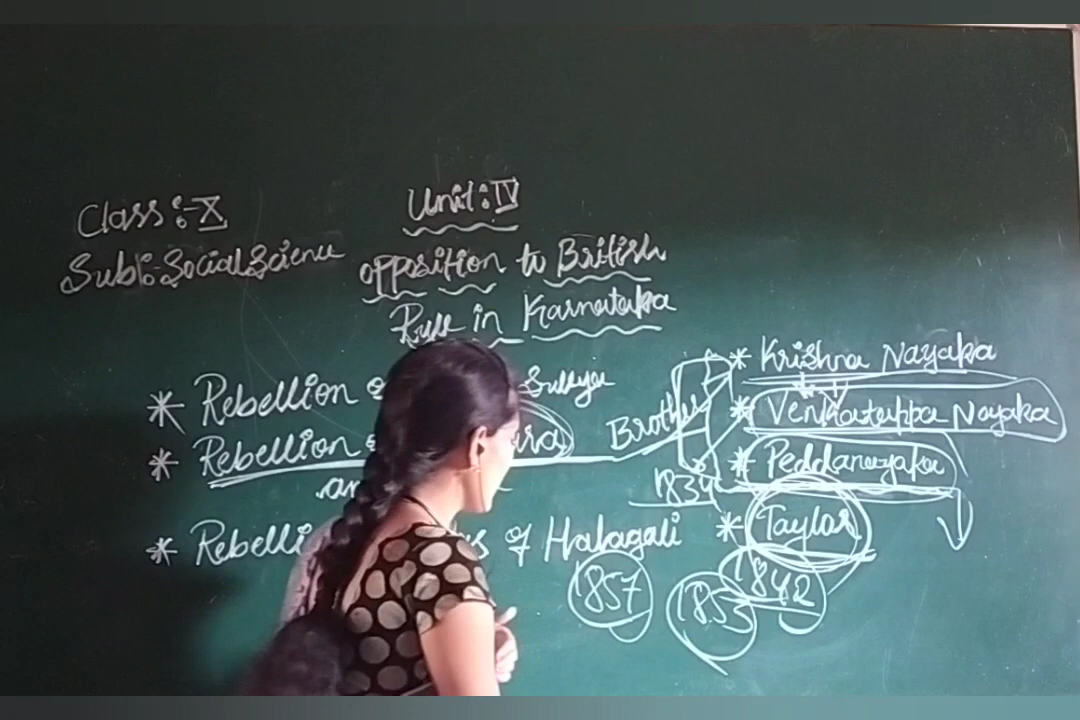 Class :- X
Unit : IV
Sub :- Social Science
opposition to British
Rule in Karnataka
* Rebellion Sullya
* Rebellion
* Rebelli of Halagali
1857
Brother
1834
* Krishna Nayaka
* Venkatappa Nayaka
* Peddanayaka
* Taylor
1842
1853